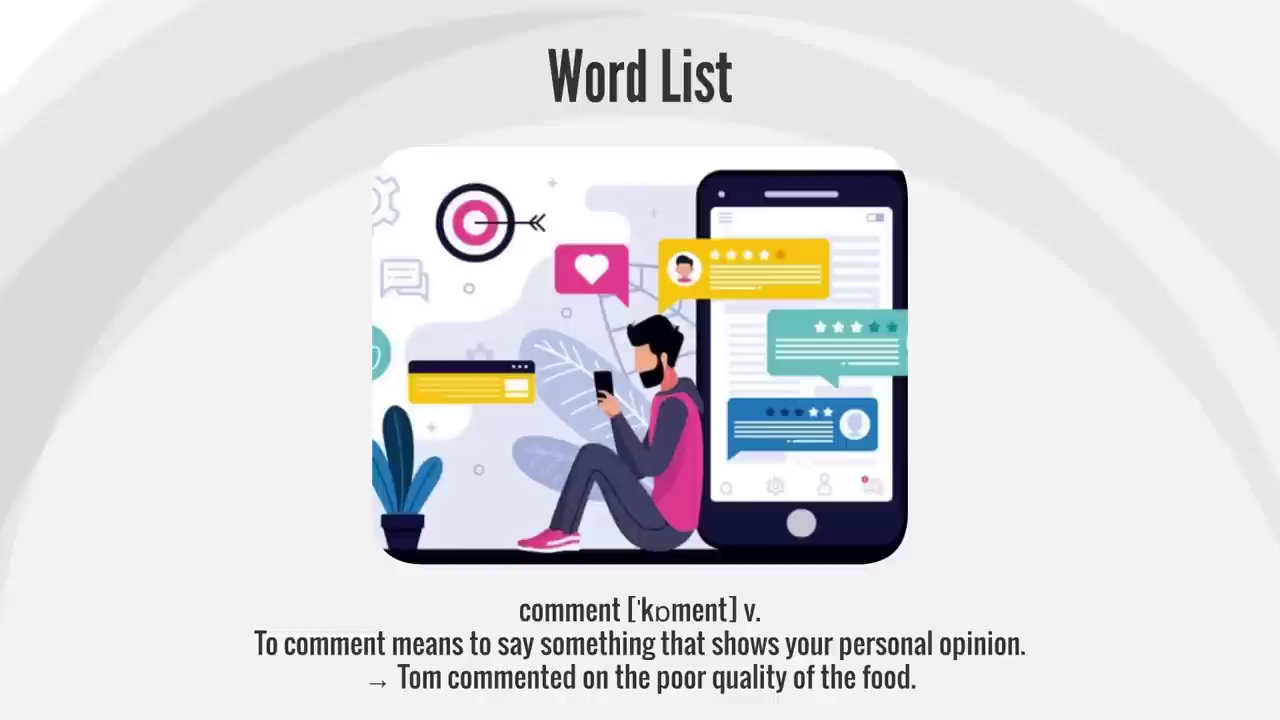 Word List
comment [ˈkɒment] v.
To comment means to say something that shows your personal opinion.
→ Tom commented on the poor quality of the food.